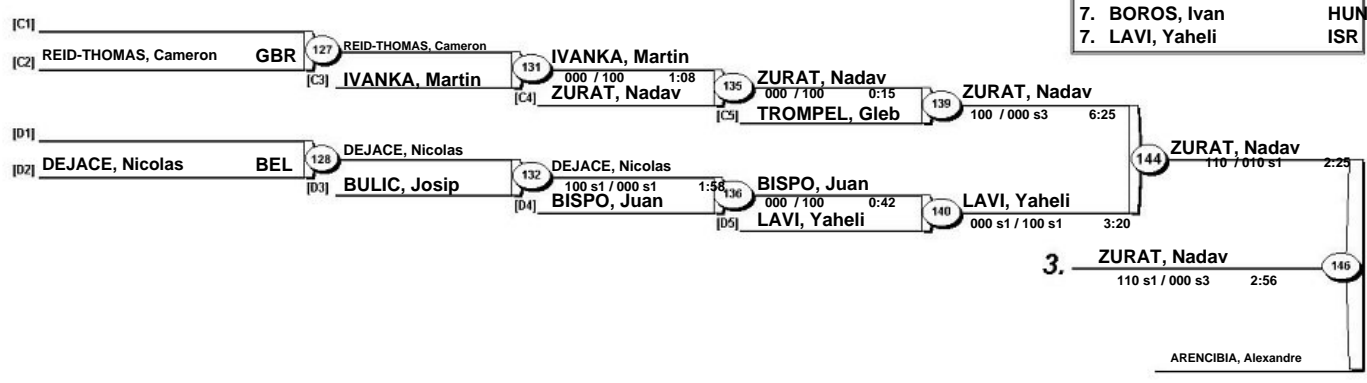 7. BOROS, Ivan HUN
7. LAVI, Yaheli ISR
[C1]
[C2] REID-THOMAS, Cameron GBR
127
REID-THOMAS, Cameron
[C3] IVANKA, Martin
131
IVANKA, Martin
000 / 100 1:08
[C4] ZURAT, Nadav
135
ZURAT, Nadav
000 / 100 0:15
[C5] TROMPEL, Gleb
139
ZURAT, Nadav
100 / 000 s3 6:25
[D1]
[D2] DEJACE, Nicolas BEL
128
DEJACE, Nicolas
[D3] BULIC, Josip
132
DEJACE, Nicolas
100 s1 / 000 s1 1:58
[D4] BISPO, Juan
136
BISPO, Juan
000 / 100 0:42
[D5] LAVI, Yaheli
140
LAVI, Yaheli
000 s1 / 100 s1 3:20
144
ZURAT, Nadav
110 / 010 s1 2:25
3. ZURAT, Nadav
110 s1 / 000 s3 2:56
146
ARENCIBIA, Alexandre